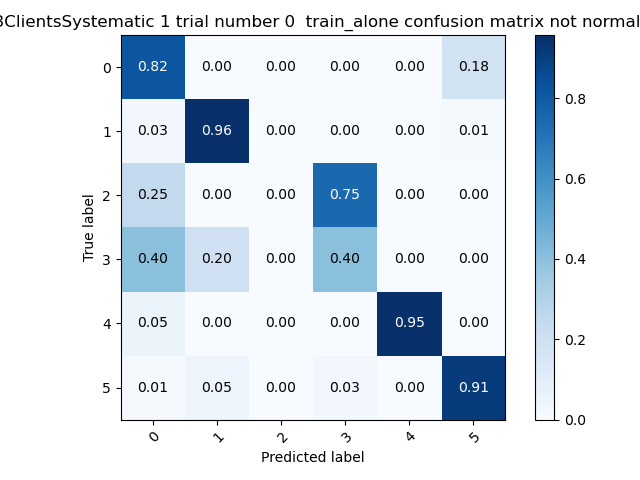 3ClientsSystematic 1 trial number 0 train_alone confusion matrix not normal
0 0.82 0.00 0.00 0.00 0.00 0.18
1 0.03 0.96 0.00 0.00 0.00 0.01
2 0.25 0.00 0.00 0.75 0.00 0.00
3 0.40 0.20 0.00 0.40 0.00 0.00
4 0.05 0.00 0.00 0.00 0.95 0.00
5 0.01 0.05 0.00 0.03 0.00 0.91
0 1 2 3 4 5
True label
Predicted label
0.8
0.6
0.4
0.2
0.0